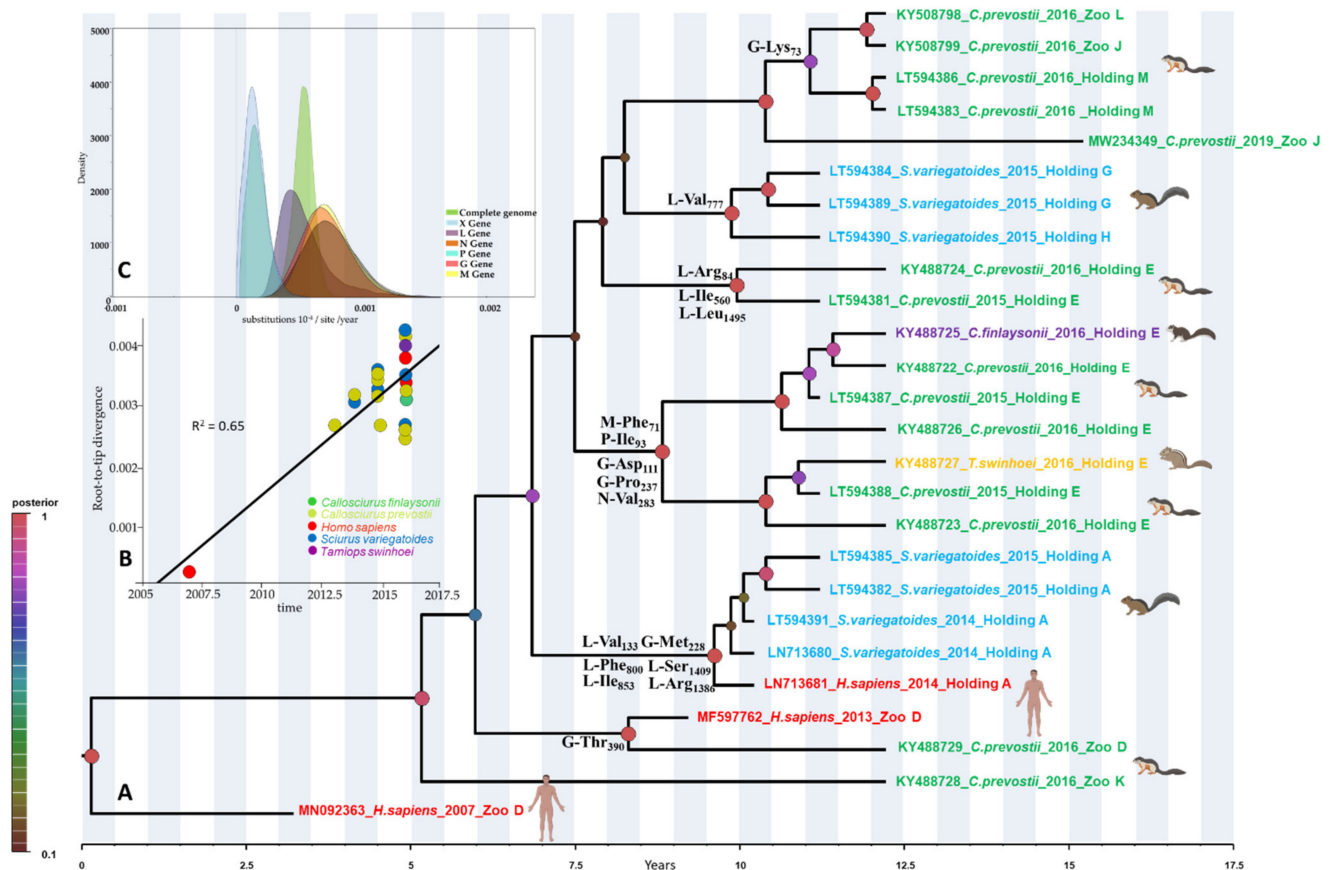 5000
4000
3000
2000
1000
0
Density
C
Complete genome
X Gene
L Gene
N Gene
P Gene
G Gene
M Gene
-0.001
0
0.001
0.002
substitutions 10⁻⁴ / site /year
0.004
0.003
0.002
0.001
Root-to-tip divergence
R² = 0.65
Callosciurus finlaysonii
Callosciurus prevostii
Homo sapiens
Sciurus variegatoides
Tamiops swinhoei
B
2005
2007.5
2010
2012.5
2015
2017.5
time
posterior
1
0.1
A
G-Lys₇₃
L-Val₇₇₇
L-Arg₈₄
L-Ile₅₆₀
L-Leu₁₄₉₅
M-Phe₇₁
P-Ile₉₃
G-Asp₁₁₁
G-Pro₂₃₇
N-Val₂₈₃
L-Val₁₃₃ G-Met₂₂₈
L-Phe₈₀₀ L-Ser₁₄₀₉
L-Ile₈₅₃ L-Arg₁₃₈₆
G-Thr₃₉₀
KY508798_C.prevostii_2016_Zoo L
KY508799_C.prevostii_2016_Zoo J
LT594386_C.prevostii_2016_Holding M
LT594383_C.prevostii_2016 _Holding M
MW234349_C.prevostii_2019_Zoo J
LT594384_S.variegatoides_2015_Holding G
LT594389_S.variegatoides_2015_Holding G
LT594390_S.variegatoides_2015_Holding H
KY488724_C.prevostii_2016_Holding E
LT594381_C.prevostii_2015_Holding E
KY488725_C.finlaysonii_2016_Holding E
KY488722_C.prevostii_2016_Holding E
LT594387_C.prevostii_2015_Holding E
KY488726_C.prevostii_2016_Holding E
KY488727_T.swinhoei_2016_Holding E
LT594388_C.prevostii_2015_Holding E
KY488723_C.prevostii_2016_Holding E
LT594385_S.variegatoides_2015_Holding A
LT594382_S.variegatoides_2015_Holding A
LT594391_S.variegatoides_2014_Holding A
LN713680_S.variegatoides_2014_Holding A
LN713681_H.sapiens_2014_Holding A
MF597762_H.sapiens_2013_Zoo D
KY488729_C.prevostii_2016_Zoo D
KY488728_C.prevostii_2016_Zoo K
MN092363_H.sapiens_2007_Zoo D
0
2.5
5
7.5
Years
10
12.5
15
17.5